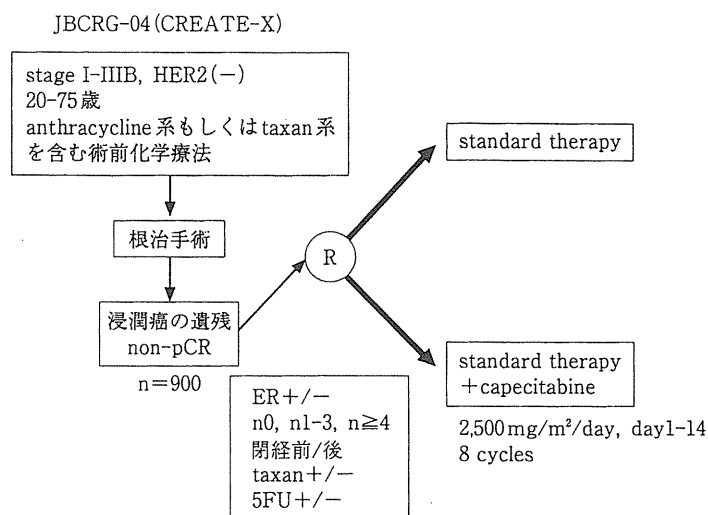 JBCRG-04(CREATE-X)
stage I-IIIB, HER2(−)
20-75歳
anthracycline系もしくはtaxan系
を含む術前化学療法
根治手術
浸潤癌の遺残
non-pCR
n=900
R
ER+/−
n0, n1-3, n≧4
閉経前/後
taxan+/−
5FU+/−
standard therapy
standard therapy
+capecitabine
2,500mg/m²/day, day1-14
8 cycles